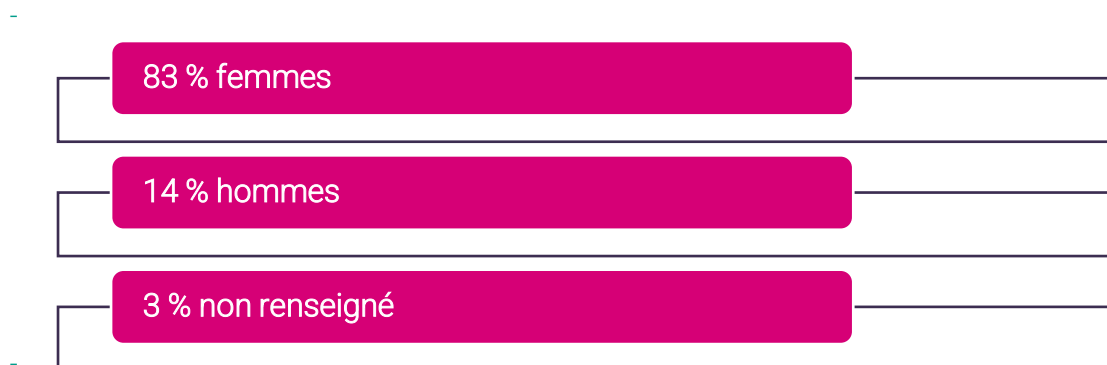 83 % femmes
14 % hommes
3 % non renseigné